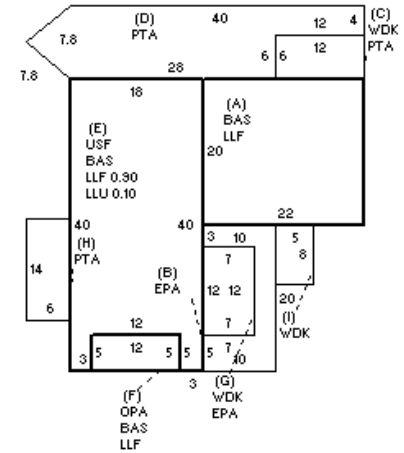 (D)
PTA
40
12
4
(C)
WDK
PTA
7.8
7.8
6
6
12
28
18
(A)
BAS
LLF
20
(E)
USF
BAS
LLF 0.90
LLU 0.10
22
40
40
(H)
PTA
3
10
5
8
7
14
6
(B)
EPA
12
12
20
(I)
WDK
7
12
12
3
5
5
5
5
7
10
3
(F)
OPA
BAS
LLF
(G)
WDK
EPA